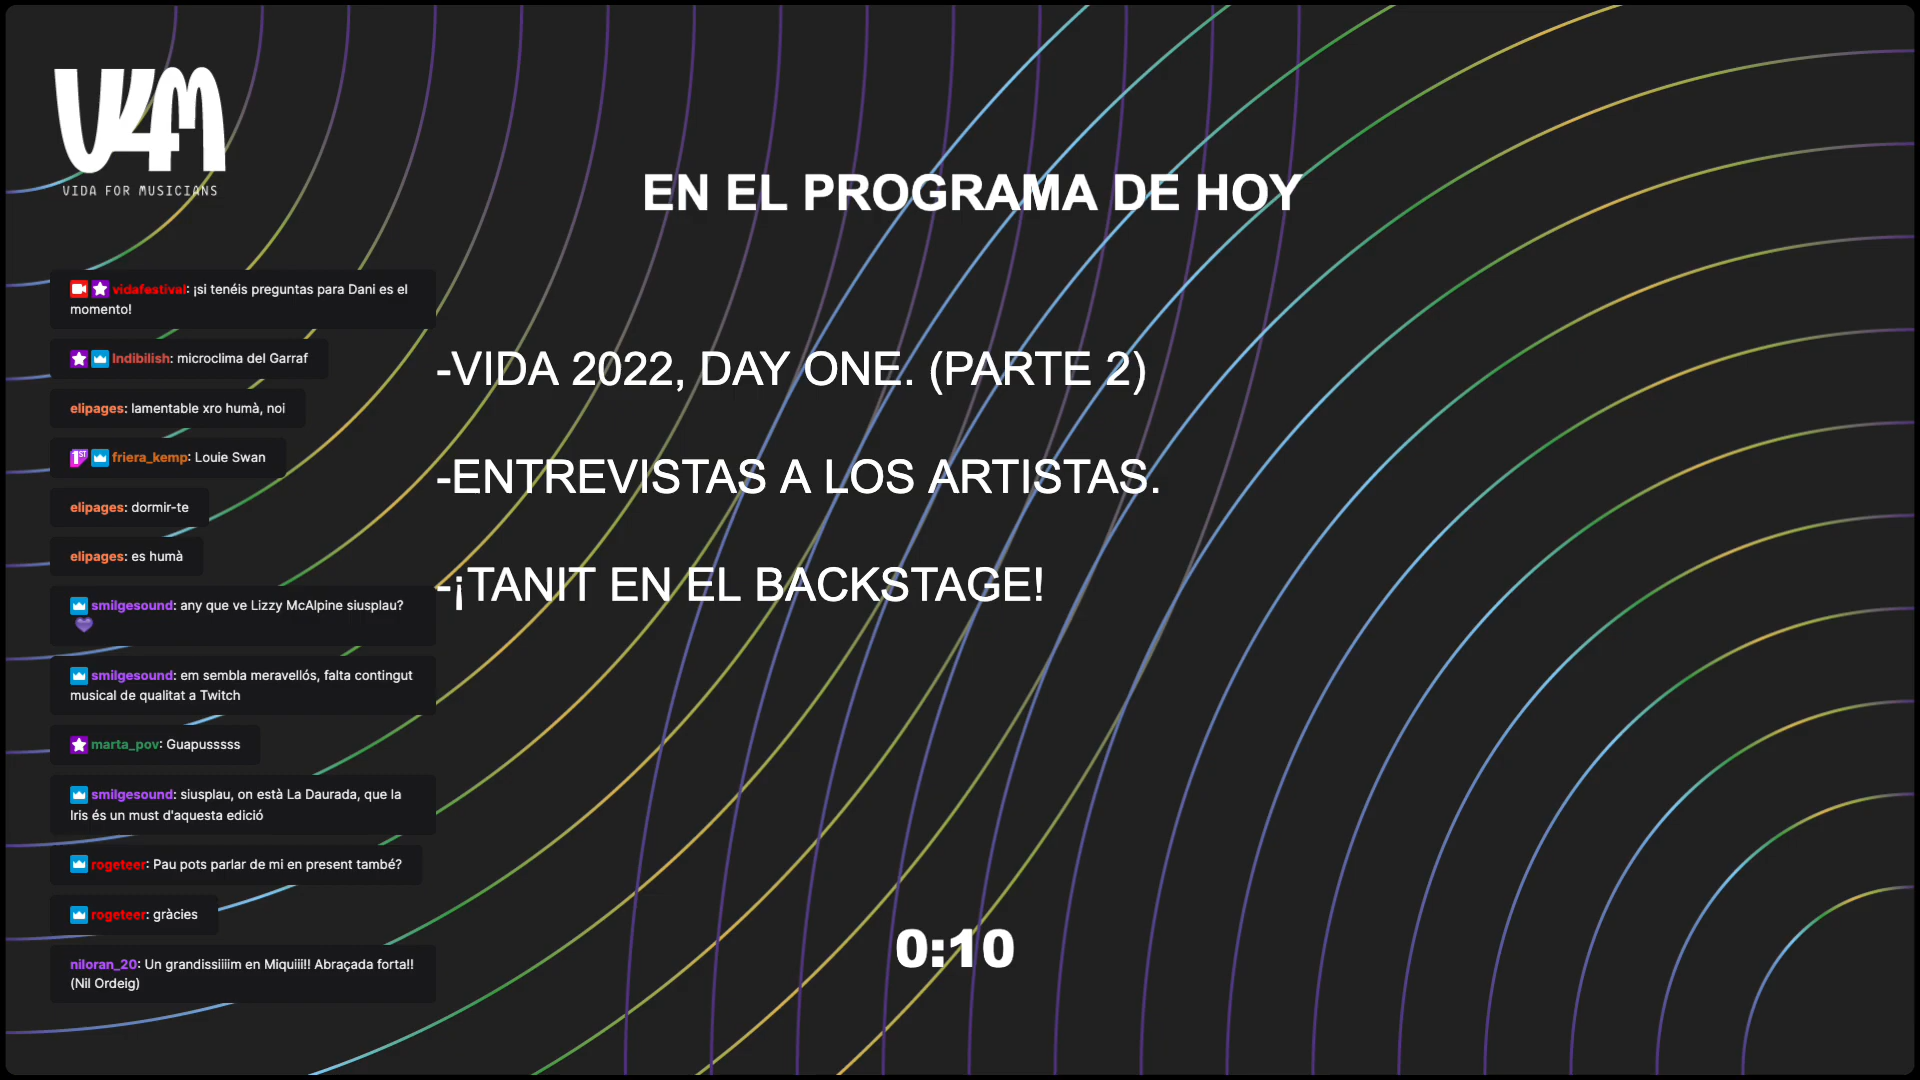 V4M
VIDA FOR MUSICIANS
EN EL PROGRAMA DE HOY
vidafestival: ¡si tenéis preguntas para Dani es el
momento!
Indibilish: microclima del Garraf
elipages: lamentable xro humà, noi
1ST friera_kemp: Louie Swan
elipages: dormir-te
elipages: es humà
smilgesound: any que ve Lizzy McAlpine siusplau?
smilgesound: em sembla meravellós, falta contingut
musical de qualitat a Twitch
marta_pov: Guapusssss
smilgesound: siusplau, on està La Daurada, que la
Iris és un must d'aquesta edició
rogeteer: Pau pots parlar de mi en present també?
rogeteer: gràcies
niloran_20: Un grandissiiiim en Miquiii!! Abraçada forta!!
(Nil Ordeig)
-VIDA 2022, DAY ONE. (PARTE 2)
-ENTREVISTAS A LOS ARTISTAS.
-¡TANIT EN EL BACKSTAGE!
0:10